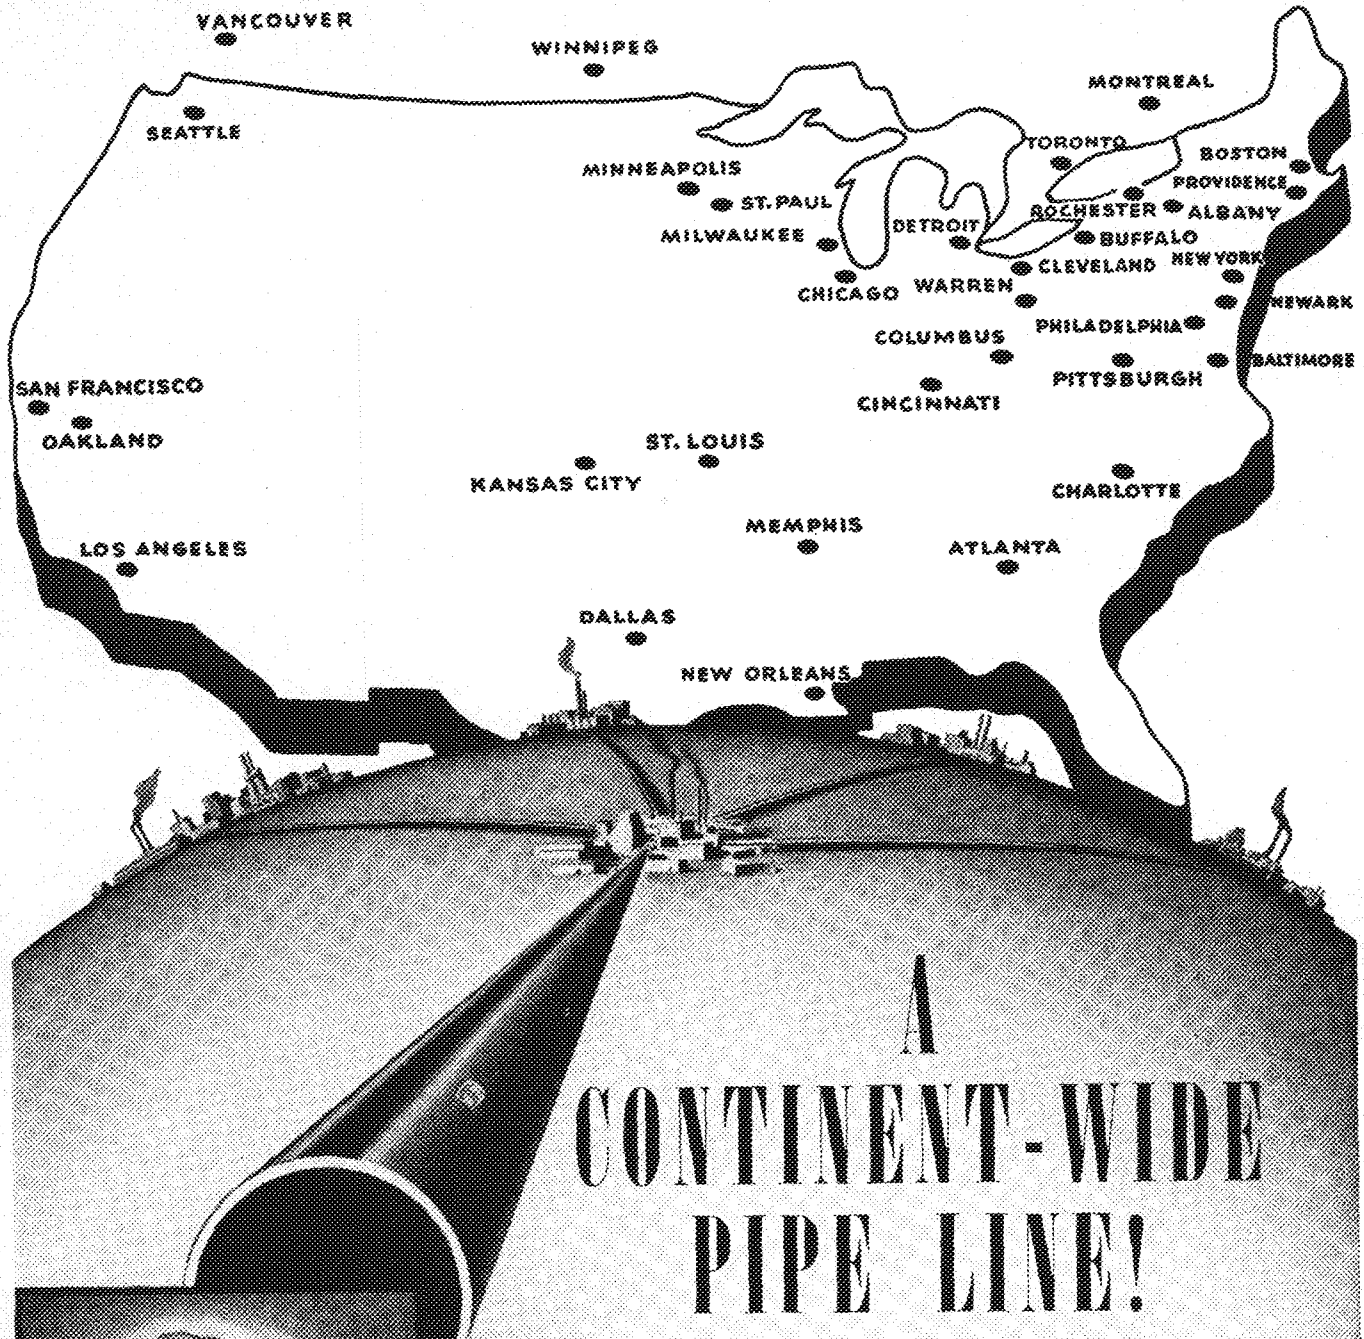 VANCOUVER
WINNIPEG
MONTREAL
SEATTLE
TORONTO
BOSTON
MINNEAPOLIS
PROVIDENCE
ST. PAUL
ROCHESTER
ALBANY
MILWAUKEE
DETROIT
BUFFALO
CLEVELAND
NEW YORK
CHICAGO
WARREN
NEWARK
COLUMBUS
PHILADELPHIA
BALTIMORE
PITTSBURGH
SAN FRANCISCO
CINCINNATI
OAKLAND
ST. LOUIS
KANSAS CITY
CHARLOTTE
MEMPHIS
LOS ANGELES
ATLANTA
DALLAS
NEW ORLEANS
A
CONTINENT-WIDE
PIPE LINE!